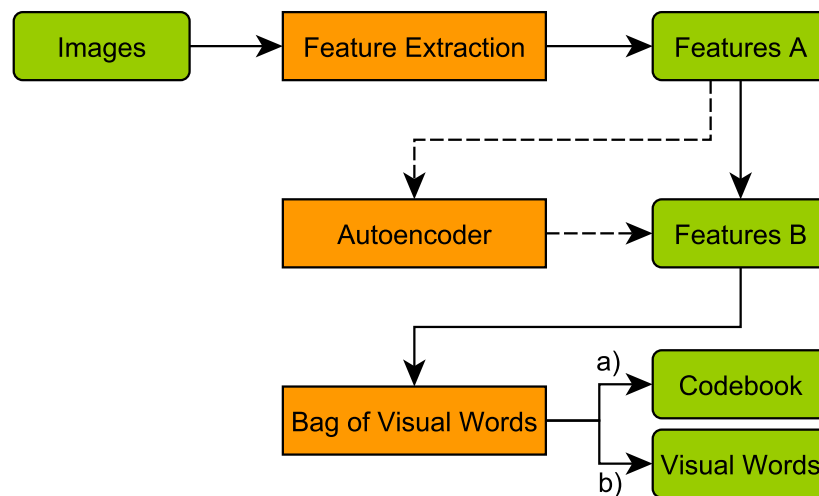 Images
Feature Extraction
Features A
Autoencoder
Features B
a)
Codebook
Bag of Visual Words
Visual Words
b)